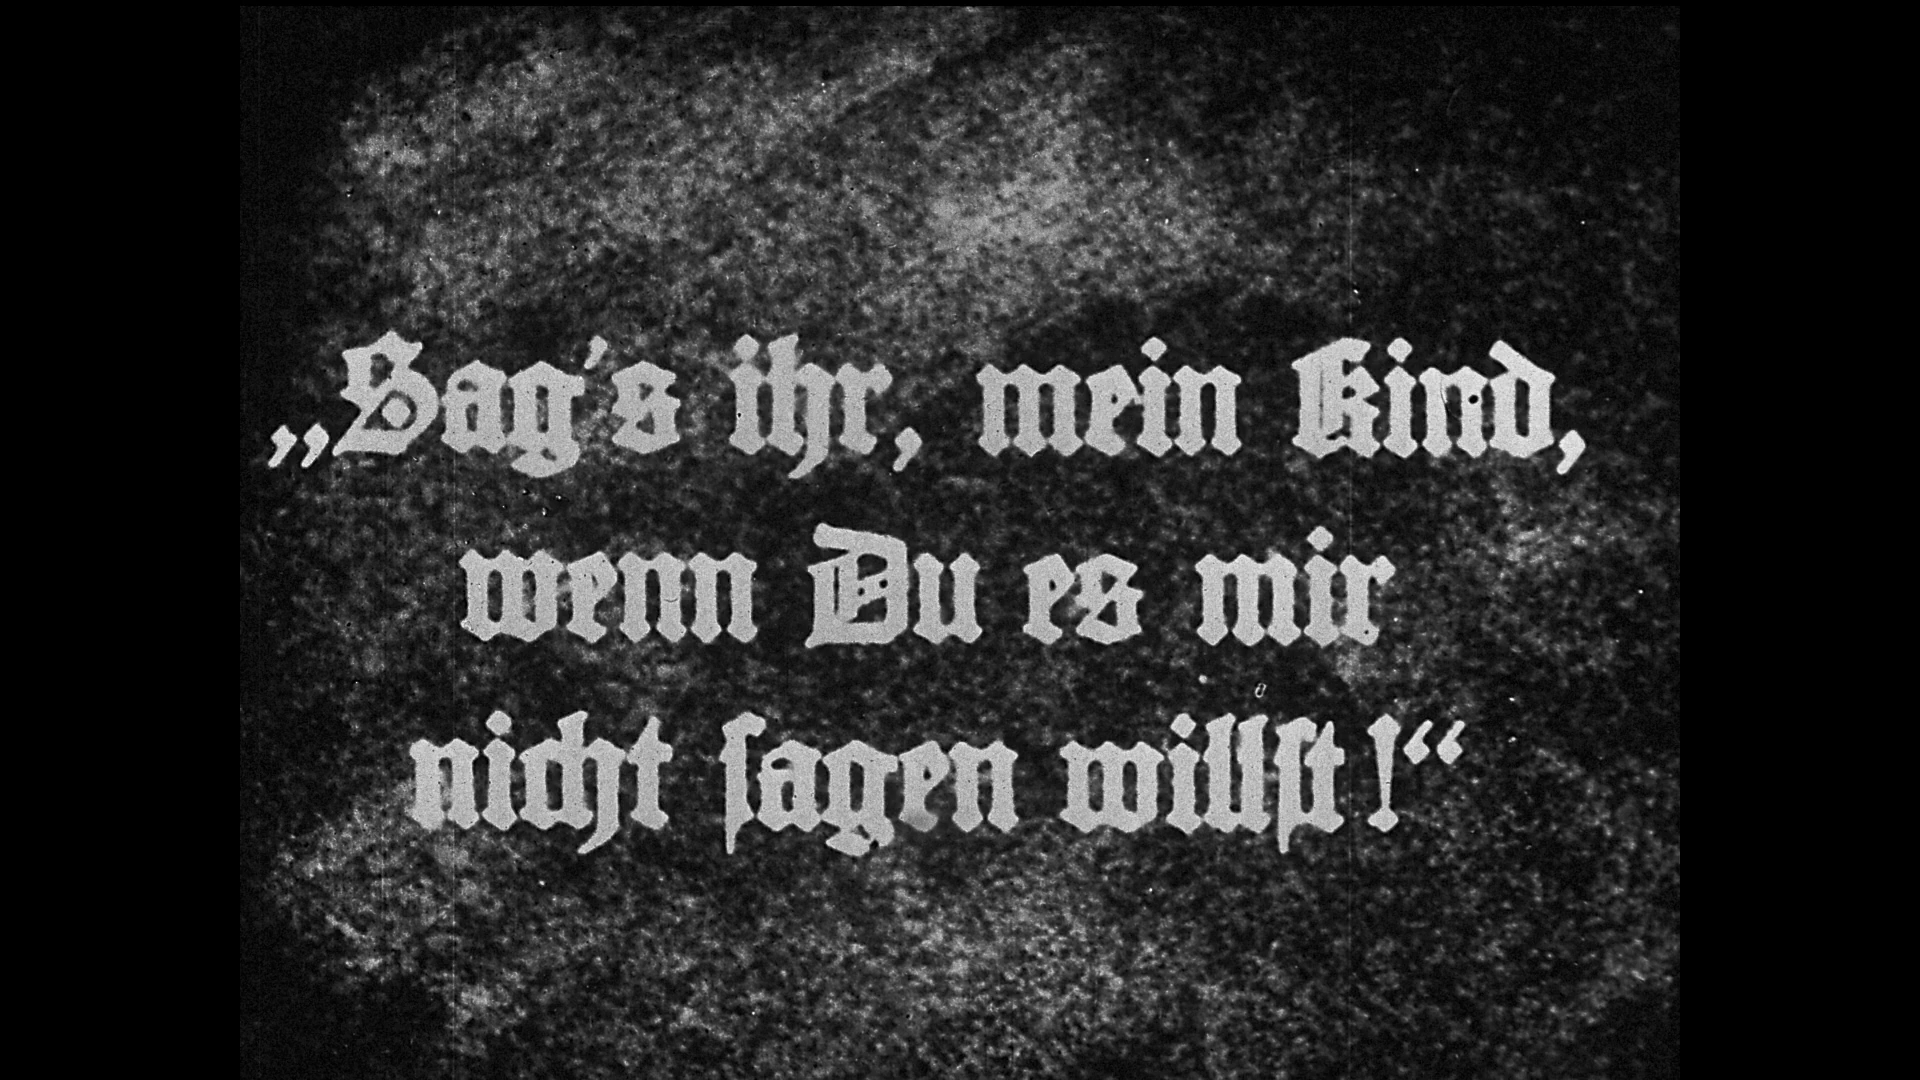 „Sag's ihr, mein Kind,
wenn Du es mir
nicht ſagen willſt!“